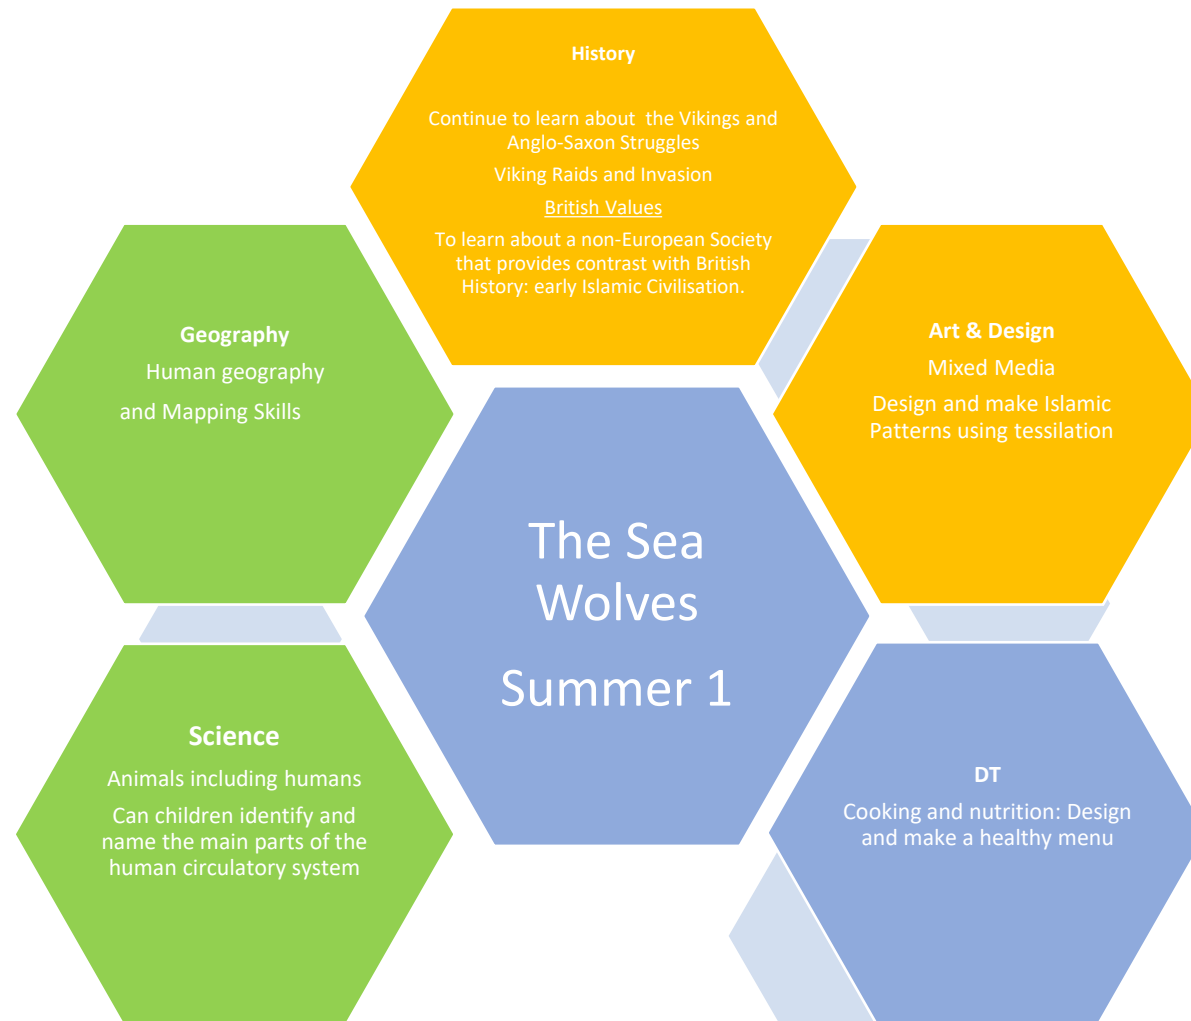 History
Continue to learn about  the Vikings and
Anglo-Saxon Struggles
Viking Raids and Invasion
British Values
To learn about a non-European Society
that provides contrast with British
History: early Islamic Civilisation.
Geography
Human geography
and Mapping Skills
Art & Design
Mixed Media
Design and make Islamic
Patterns using tessilation
The Sea
Wolves
Summer 1
Science
Animals including humans
Can children identify and
name the main parts of the
human circulatory system
DT
Cooking and nutrition: Design
and make a healthy menu